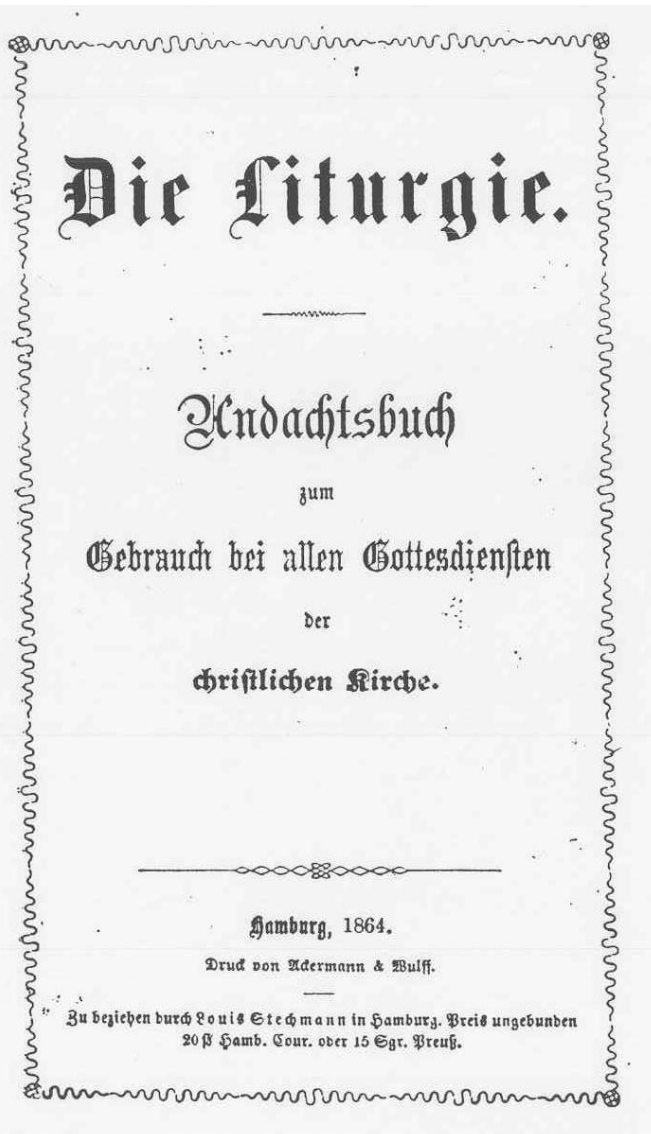 Die Liturgie.
Andachtsbuch
zum
Gebrauch bei allen Gottesdiensten
der
christlichen Kirche.
Hamburg, 1864.
Druck von Ackermann & Wulff.
Zu beziehen durch Louis Stechmann in Hamburg. Preis ungebunden
20 ß Hamb. Cour. oder 15 Sgr. Preuß.